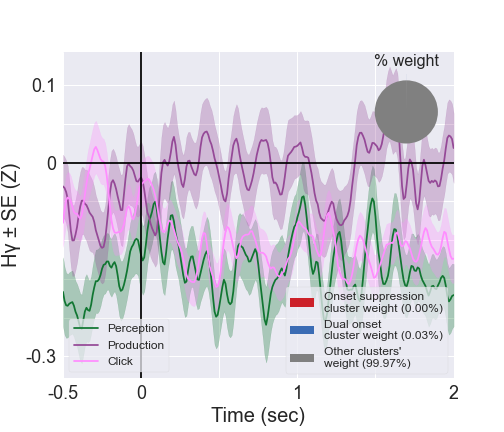 % weight
0.1
0
-0.3
Hγ ± SE (Z)
-0.5
0
1
2
Time (sec)
Perception
Production
Click
Onset suppression
cluster weight (0.00%)
Dual onset
cluster weight (0.03%)
Other clusters'
weight (99.97%)